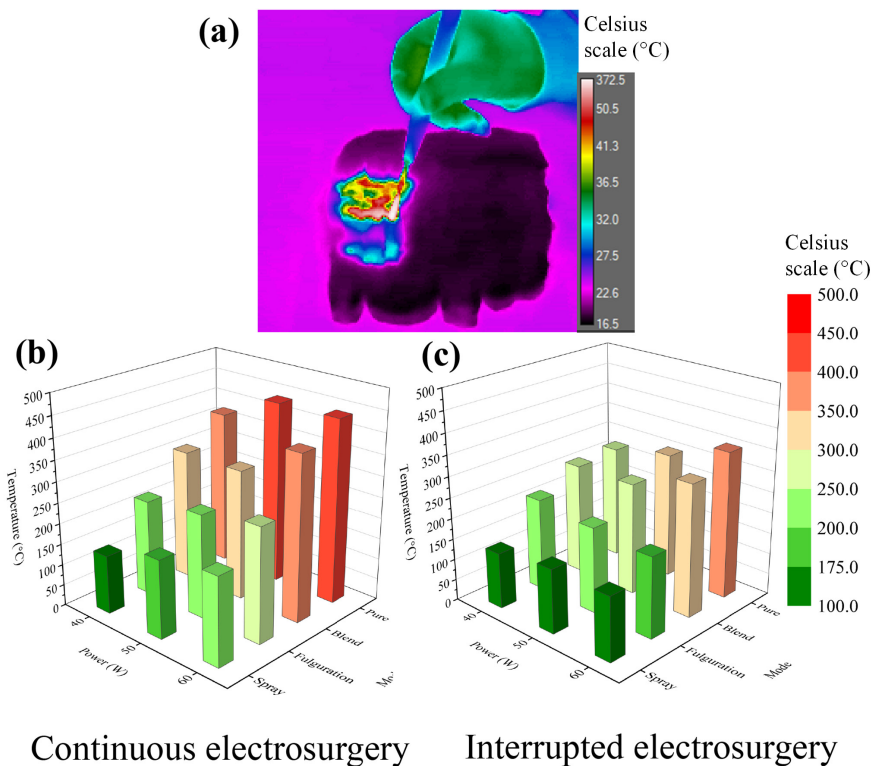 (a)
Celsius
scale (°C)
372.5
50.5
41.3
36.5
32.0
27.5
22.6
16.5
(b)
500
450
400
350
300
250
200
150
100
50
0
Temperature (°C)
40
50
60
Power (W)
Spray
Fulguration
Blend
Pure
(c)
500
450
400
350
300
250
200
150
100
50
0
Temperature (°C)
40
50
60
Power (W)
Spray
Fulguration
Blend
Pure
Mode
Celsius
scale (°C)
500.0
450.0
400.0
350.0
300.0
250.0
200.0
175.0
100.0
Continuous electrosurgery
Interrupted electrosurgery